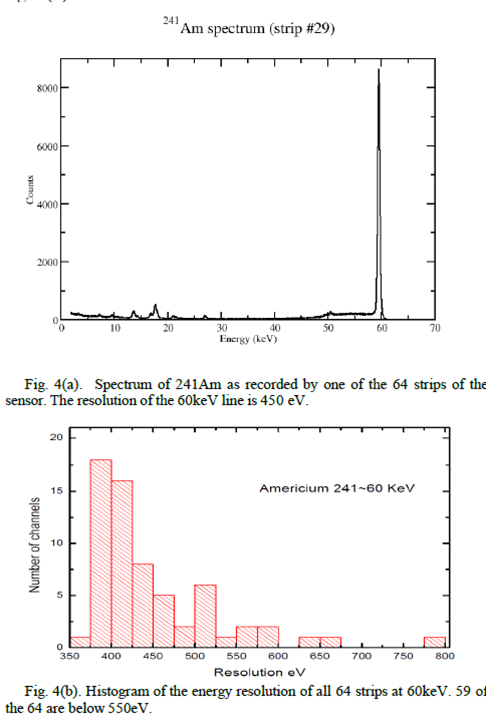 241Am spectrum (strip #29)
8000
6000
4000
2000
0
Counts
0 10 20 30 40 50 60 70
Energy (keV)
Fig. 4(a). Spectrum of 241Am as recorded by one of the 64 strips of the
sensor. The resolution of the 60keV line is 450 eV.
20
15
10
5
0
Number of channels
Americium 241~60 KeV
350 400 450 500 550 600 650 700 750 800
Resolution eV
Fig. 4(b). Histogram of the energy resolution of all 64 strips at 60keV. 59 of
the 64 are below 550eV.